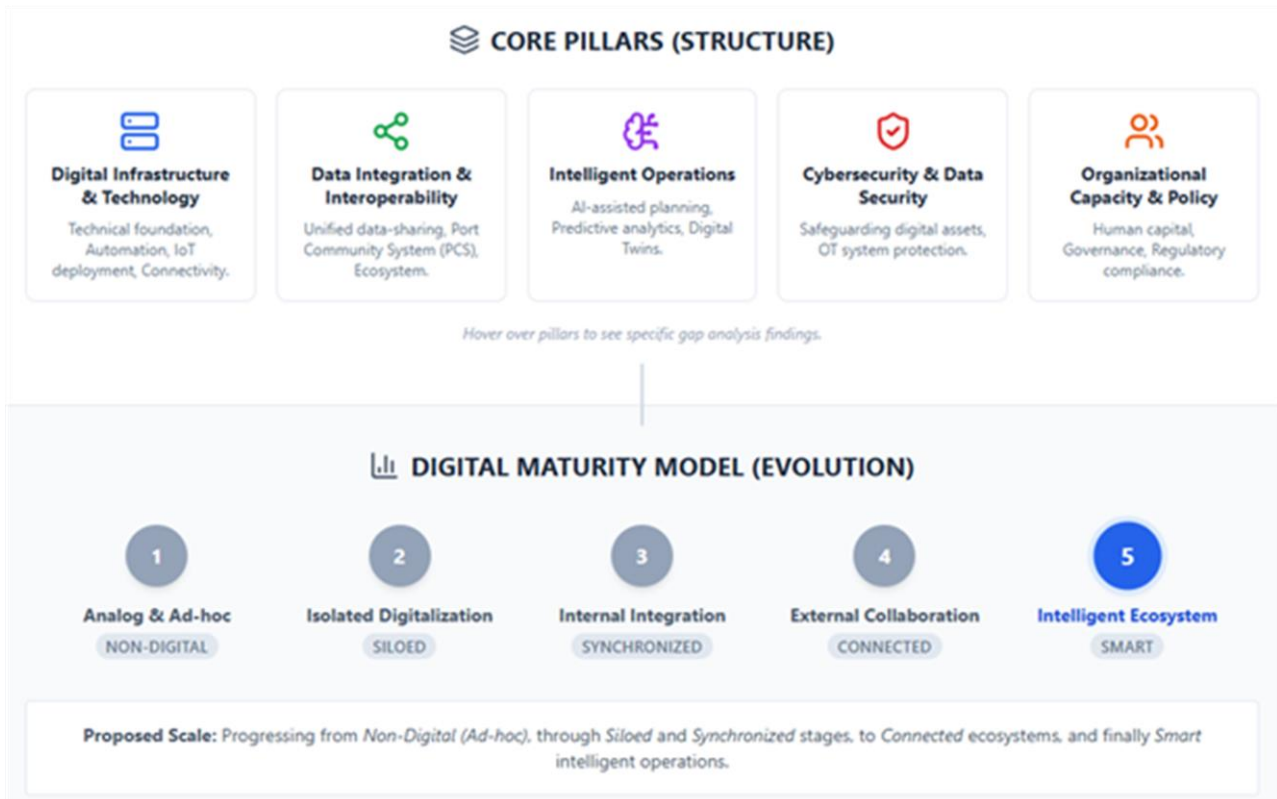 CORE PILLARS (STRUCTURE)
Digital Infrastructure
& Technology
Technical foundation,
Automation, IoT
deployment, Connectivity.
Data Integration &
Interoperability
Unified data-sharing, Port
Community System (PCS),
Ecosystem.
Intelligent Operations
AI-assisted planning,
Predictive analytics, Digital
Twins.
Cybersecurity & Data
Security
Safeguarding digital assets,
OT system protection.
Organizational
Capacity & Policy
Human capital,
Governance, Regulatory
compliance.
Hover over pillars to see specific gap analysis findings.
DIGITAL MATURITY MODEL (EVOLUTION)
1
Analog & Ad-hoc
NON-DIGITAL
2
Isolated Digitalization
SILOED
3
Internal Integration
SYNCHRONIZED
4
External Collaboration
CONNECTED
5
Intelligent Ecosystem
SMART
Proposed Scale: Progressing from Non-Digital (Ad-hoc), through Siloed and Synchronized stages, to Connected ecosystems, and finally Smart
intelligent operations.